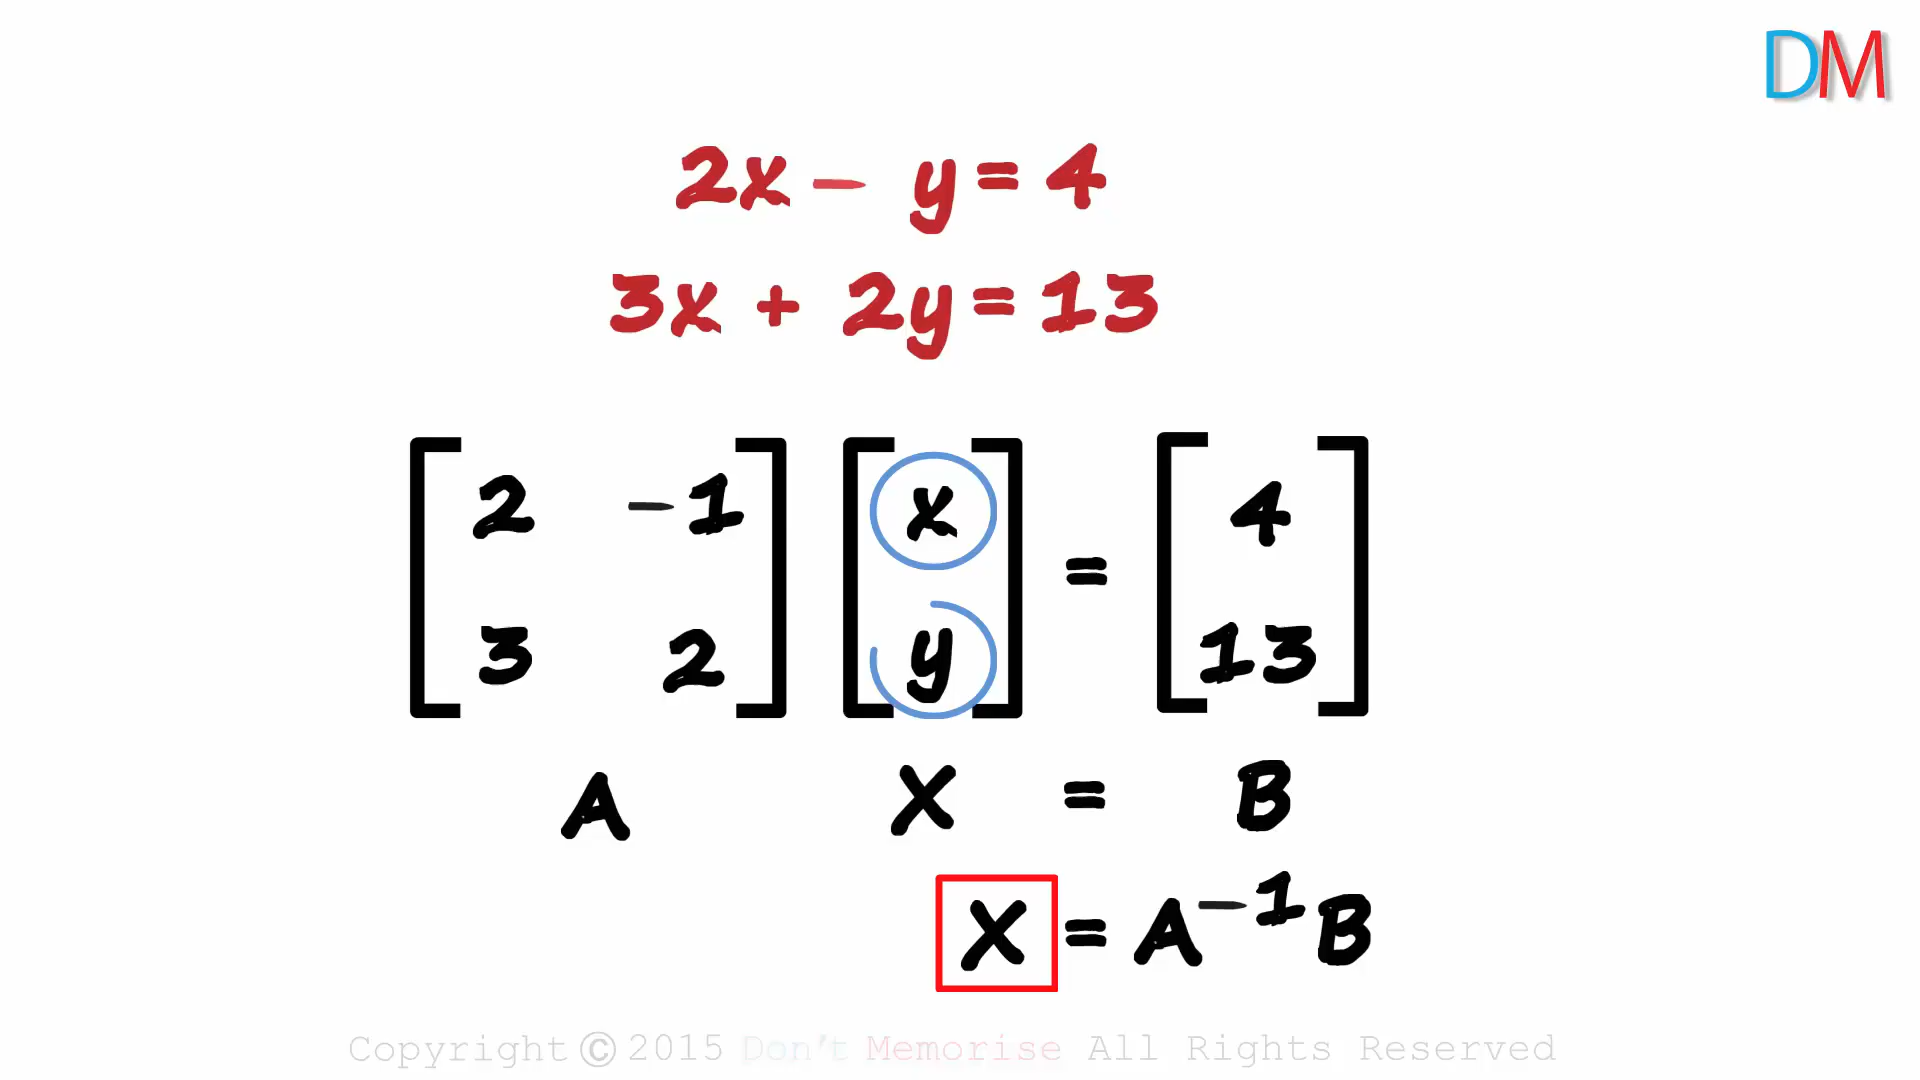 DM
2x − y = 4
3x + 2y = 13
[2 −1] [x] = [4]
[3 2] [y] [13]
A X = B
X = A⁻¹B
Copyright © 2015 Don't Memorise All Rights Reserved